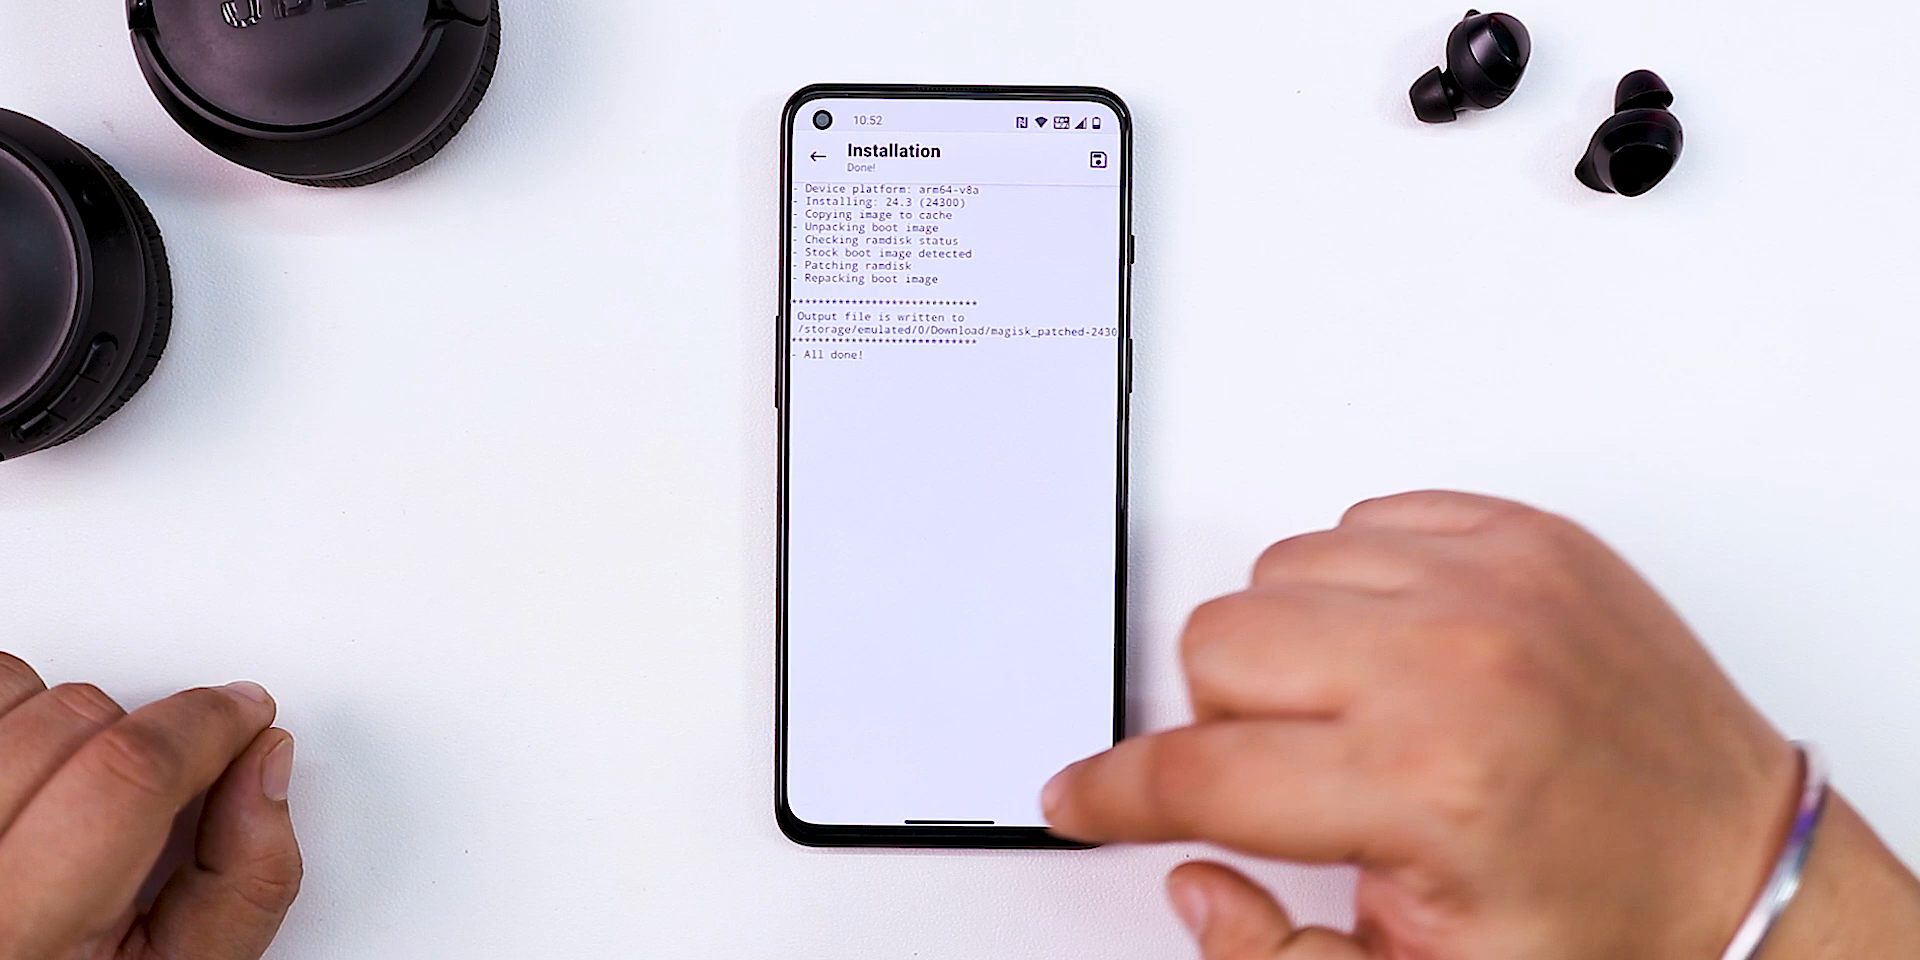 JBL
10:52
Installation
Done!
- Device platform: arm64-v8a
- Installing: 24.3 (24300)
- Copying image to cache
- Unpacking boot image
- Checking ramdisk status
- Stock boot image detected
- Patching ramdisk
- Repacking boot image
****************************
Output file is written to
/storage/emulated/0/Download/magisk_patched-2430
****************************
- All done!